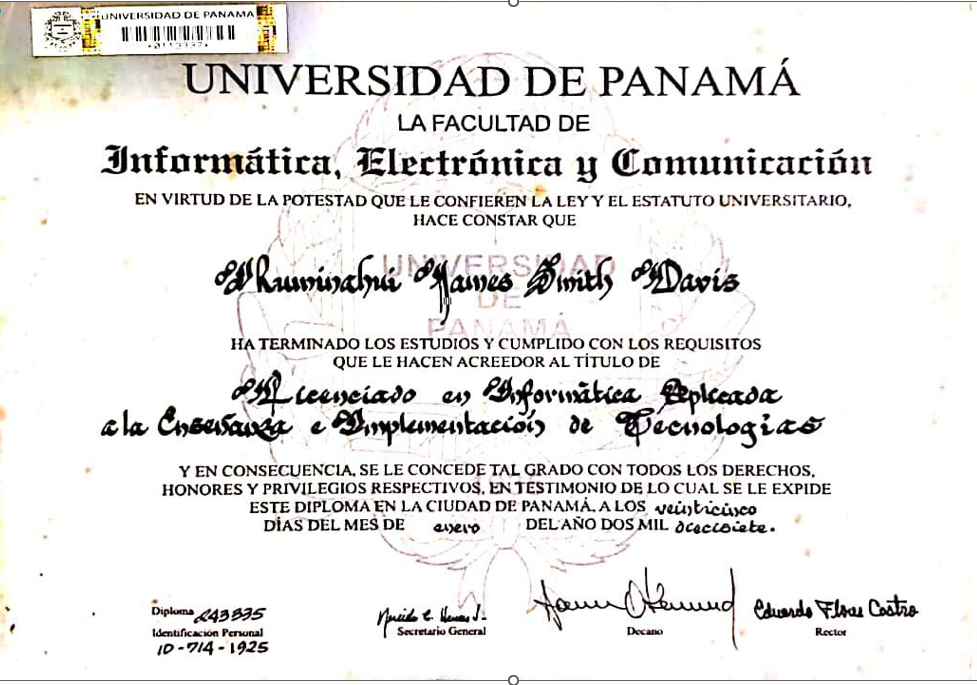 UNIVERSIDAD DE PANAMA
UNIVERSIDAD DE PANAMÁ
LA FACULTAD DE
Informática, Electrónica y Comunicación
EN VIRTUD DE LA POTESTAD QUE LE CONFIEREN LA LEY Y EL ESTATUTO UNIVERSITARIO,
HACE CONSTAR QUE
Ruminahui James Smith Davis
UNIVERSIDAD
DE
PANAMÁ
HA TERMINADO LOS ESTUDIOS Y CUMPLIDO CON LOS REQUISITOS
QUE LE HACEN ACREEDOR AL TÍTULO DE
Licenciado en Informática Aplicada
a la Enseñanza e Implementación de Tecnologías
Y EN CONSECUENCIA, SE LE CONCEDE TAL GRADO CON TODOS LOS DERECHOS,
HONORES Y PRIVILEGIOS RESPECTIVOS, EN TESTIMONIO DE LO CUAL SE LE EXPIDE
ESTE DIPLOMA EN LA CIUDAD DE PANAMÁ, A LOS veinticinco
DÍAS DEL MES DE enero DEL AÑO DOS MIL diecisiete.
Diploma 243335
Identificación Personal
10-714-1925
Secretario General
Decano
Eduardo Flores Castro
Rector